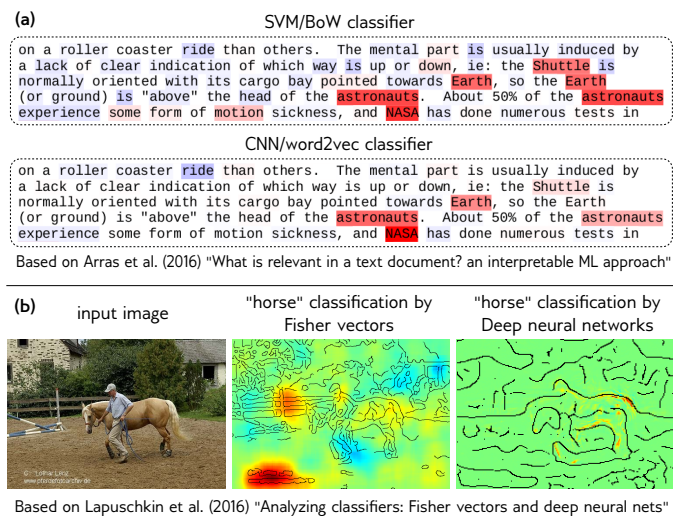 (a)
SVM/BoW classifier
on a roller coaster ride than others.  The mental part is usually induced by
a lack of clear indication of which way is up or down, ie: the Shuttle is
normally oriented with its cargo bay pointed towards Earth, so the Earth
(or ground) is "above" the head of the astronauts.  About 50% of the astronauts
experience some form of motion sickness, and NASA has done numerous tests in
CNN/word2vec classifier
on a roller coaster ride than others.  The mental part is usually induced by
a lack of clear indication of which way is up or down, ie: the Shuttle is
normally oriented with its cargo bay pointed towards Earth, so the Earth
(or ground) is "above" the head of the astronauts.  About 50% of the astronauts
experience some form of motion sickness, and NASA has done numerous tests in
Based on Arras et al. (2016) "What is relevant in a text document? an interpretable ML approach"
(b)
input image
"horse" classification by
Fisher vectors
"horse" classification by
Deep neural networks
© Lothar Lenz
www.pferdefotoarchiv.de
Based on Lapuschkin et al. (2016) "Analyzing classifiers: Fisher vectors and deep neural nets"